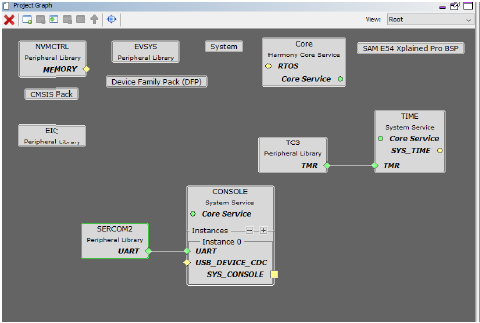 Project Graph
View: Root
NVMCTRL
Peripheral Library
MEMORY
EVSYS
Peripheral Library
System
Core
Harmony Core Service
RTOS
Core Service
SAM E54 Xplained Pro BSP
Device Family Pack (DFP)
CMSIS Pack
EIC
Peripheral Library
TC3
Peripheral Library
TMR
TIME
System Service
Core Service
SYS_TIME
TMR
CONSOLE
System Service
Core Service
Instances
Instance 0
UART
USB_DEVICE_CDC
SYS_CONSOLE
SERCOM2
Peripheral Library
UART